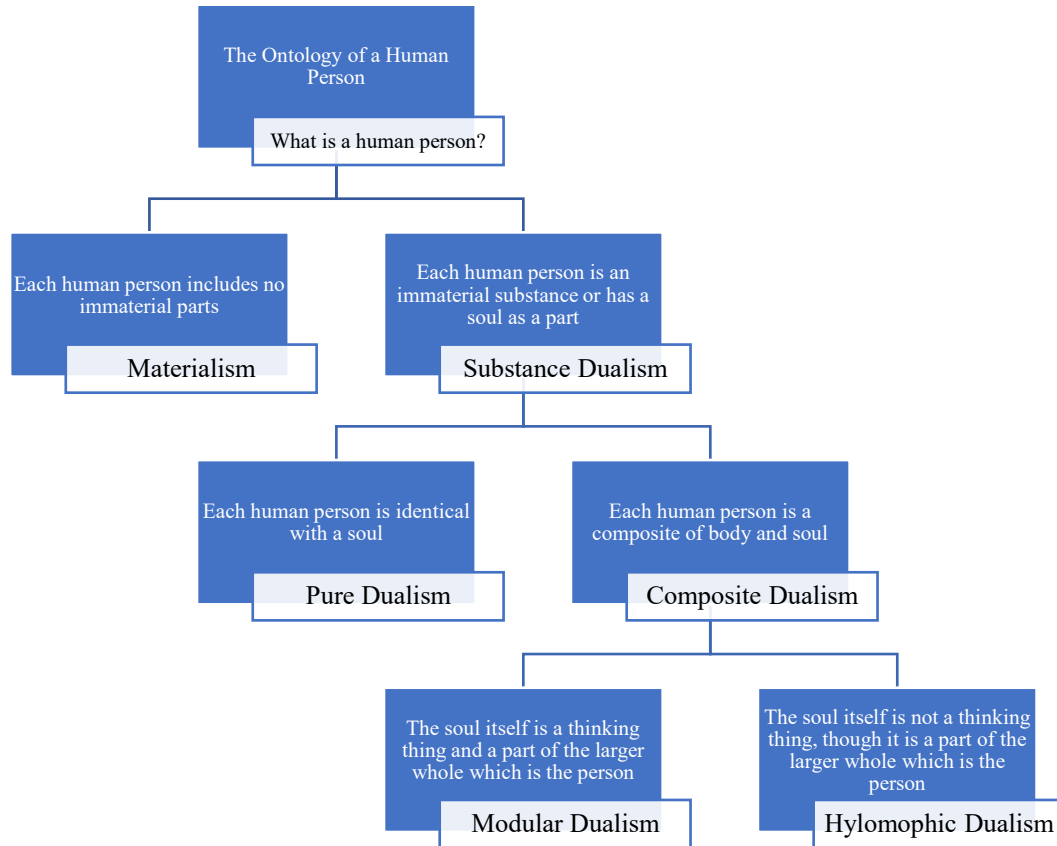 The Ontology of a Human
Person
What is a human person?
Each human person includes no
immaterial parts
Materialism
Each human person is an
immaterial substance or has a
soul as a part
Substance Dualism
Each human person is identical
with a soul
Pure Dualism
Each human person is a
composite of body and soul
Composite Dualism
The soul itself is a thinking
thing and a part of the larger
whole which is the person
Modular Dualism
The soul itself is not a thinking
thing, though it is a part of the
larger whole which is the
person
Hylomophic Dualism